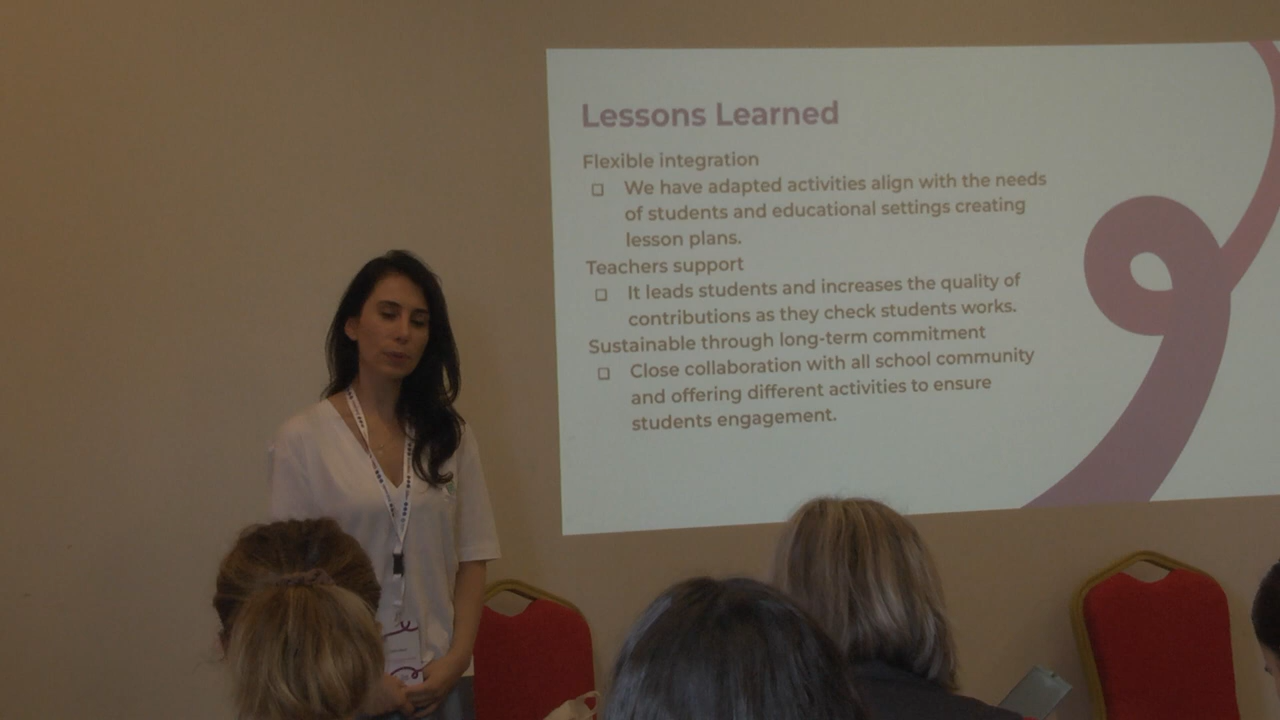 Lessons Learned
Flexible integration
We have adapted activities align with the needs
of students and educational settings creating
lesson plans.
Teachers support
It leads students and increases the quality of
contributions as they check students works.
Sustainable through long-term commitment
Close collaboration with all school community
and offering different activities to ensure
students engagement.